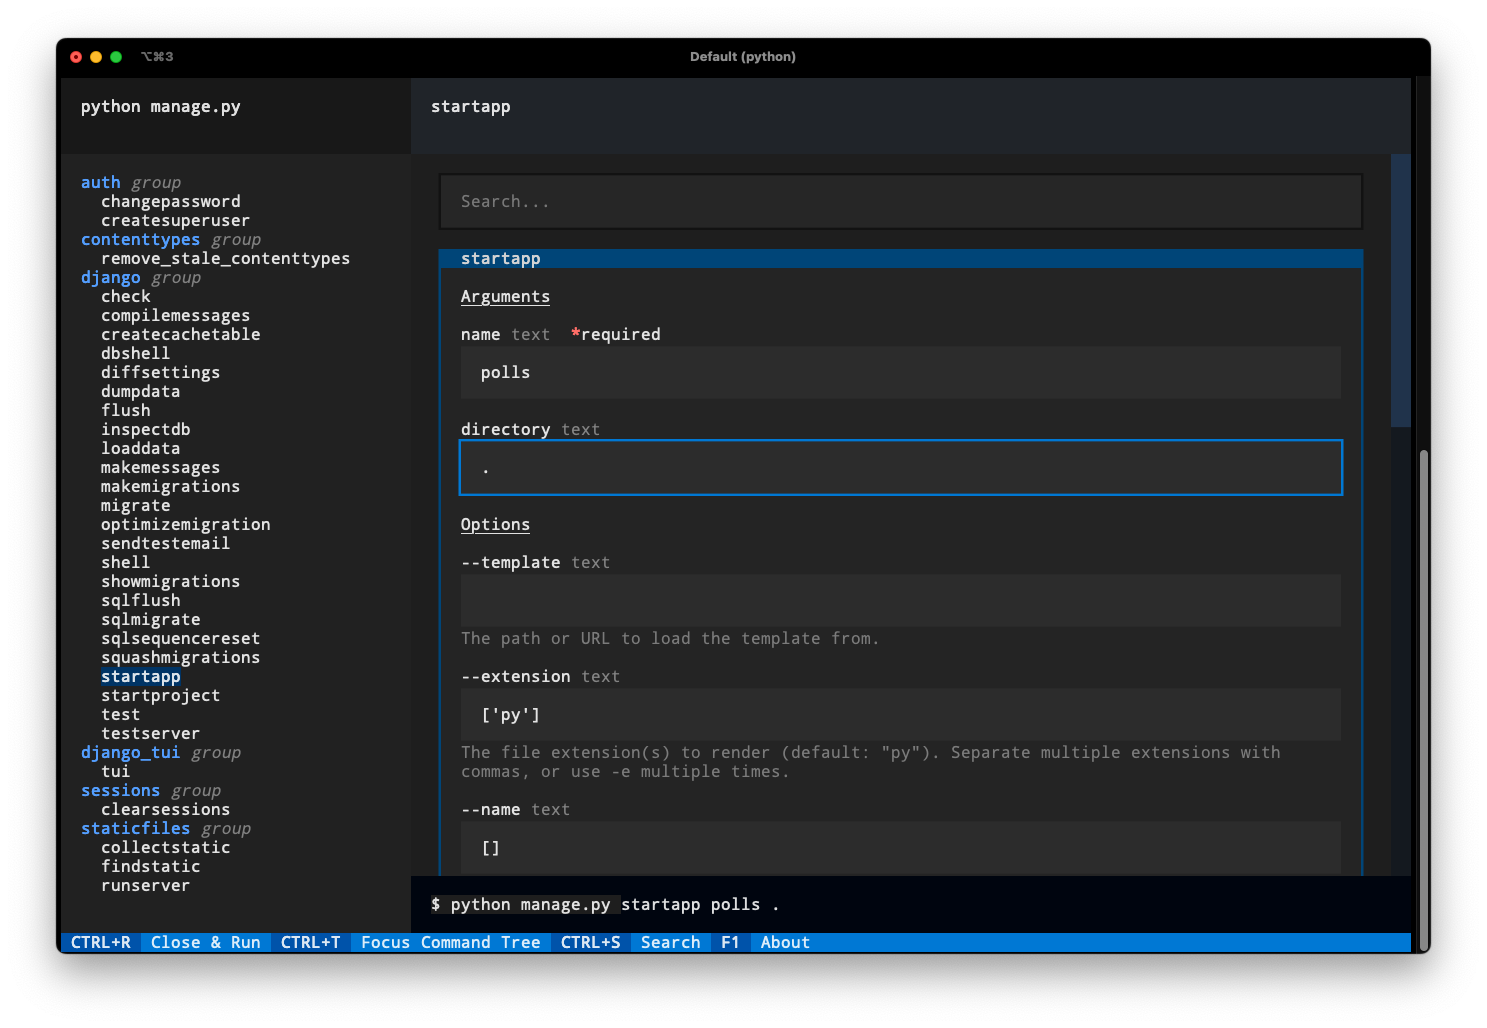 ⌥⌘3
Default (python)
python manage.py
startapp
auth group
changepassword
createsuperuser
contenttypes group
remove_stale_contenttypes
django group
check
compilemessages
createcachetable
dbshell
diffsettings
dumpdata
flush
inspectdb
loaddata
makemessages
makemigrations
migrate
optimizemigration
sendtestemail
shell
showmigrations
sqlflush
sqlmigrate
sqlsequencereset
squashmigrations
startapp
startproject
test
testserver
django_tui group
tui
sessions group
clearsessions
staticfiles group
collectstatic
findstatic
runserver
Search...
startapp
Arguments
name text *required
polls
directory text
.
Options
--template text
The path or URL to load the template from.
--extension text
['py']
The file extension(s) to render (default: "py"). Separate multiple extensions with
commas, or use -e multiple times.
--name text
[]
$ python manage.py startapp polls .
CTRL+R Close & Run CTRL+T Focus Command Tree CTRL+S Search F1 About